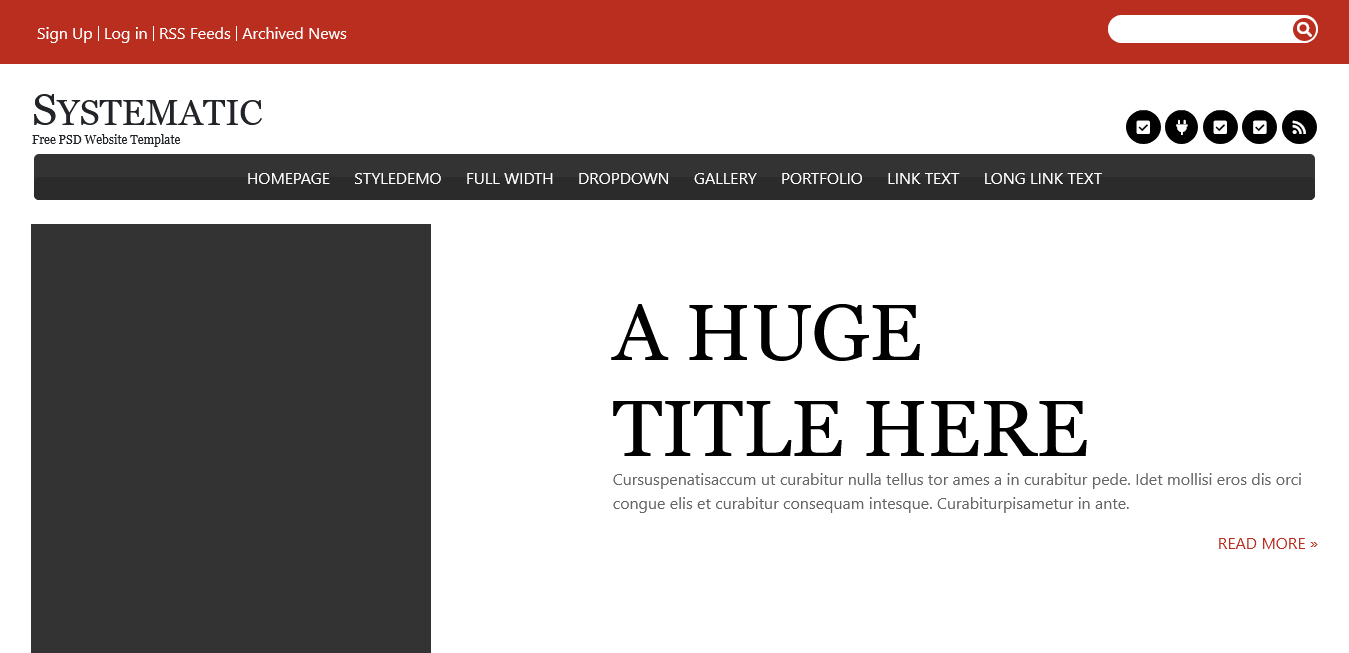 Sign Up | Log in | RSS Feeds | Archived News
SYSTEMATIC
Free PSD Website Template
HOMEPAGE STYLEDEMO FULL WIDTH DROPDOWN GALLERY PORTFOLIO LINK TEXT LONG LINK TEXT
A HUGE
TITLE HERE
Cursuspenatisaccum ut curabitur nulla tellus tor ames a in curabitur pede. Idet mollisi eros dis orci
congue elis et curabitur consequam intesque. Curabiturpisametur in ante.
READ MORE »